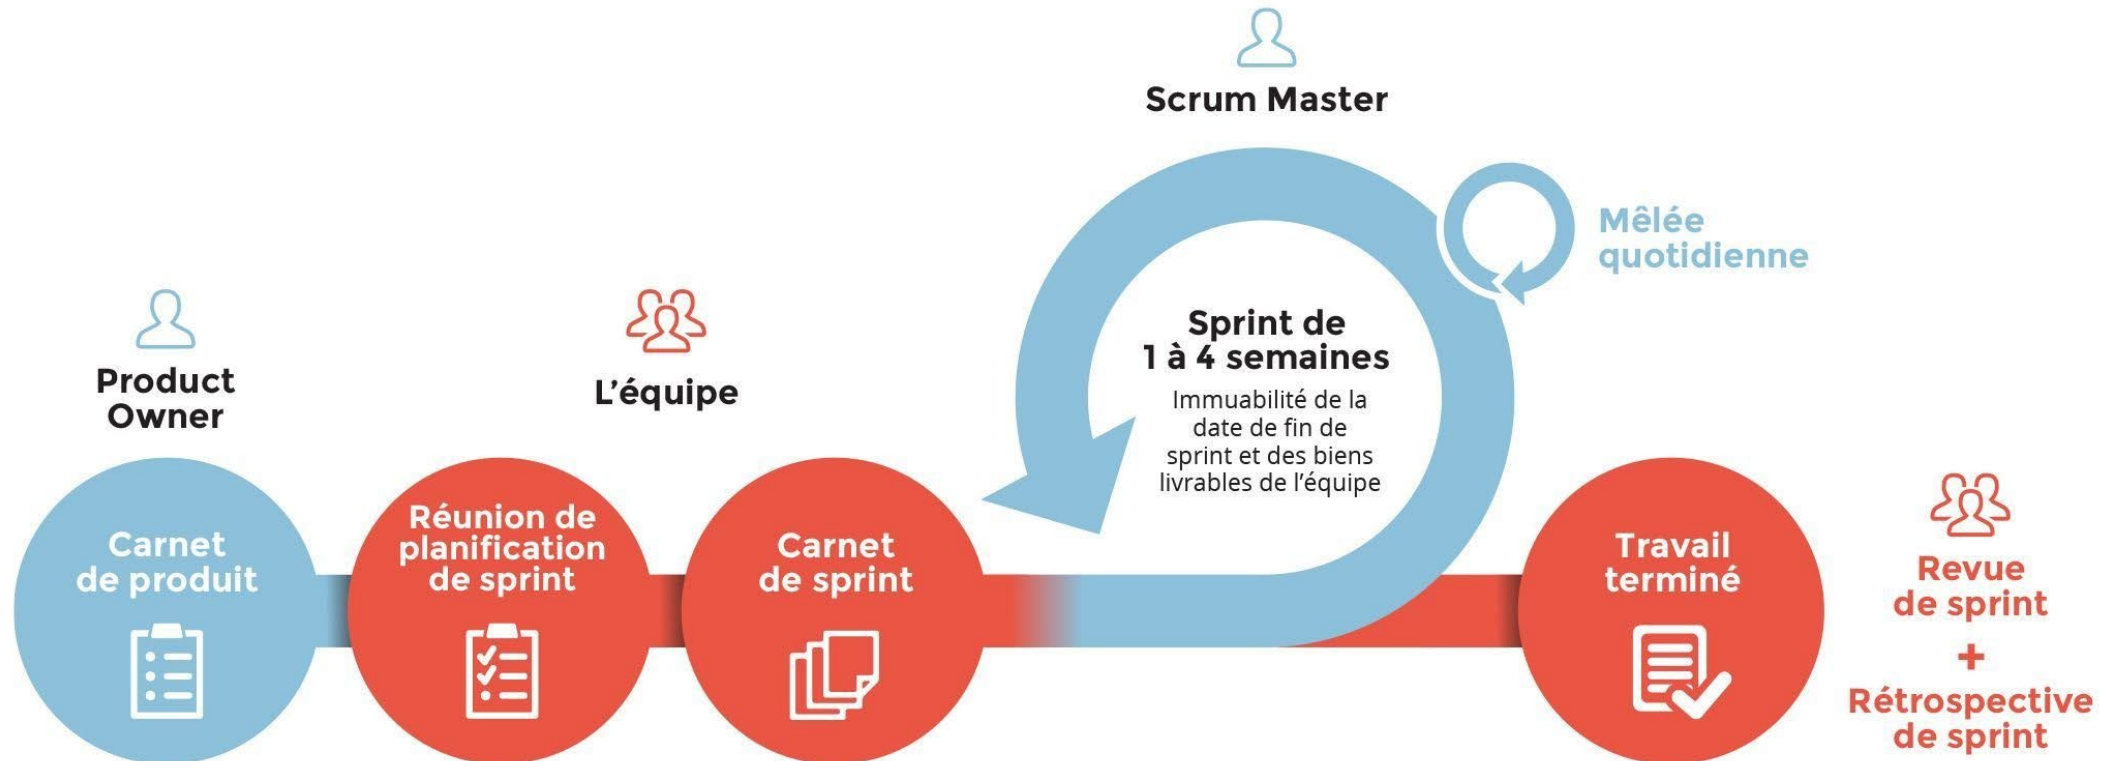 Scrum Master
Mêlée
quotidienne
Product
Owner
L'équipe
Sprint de
1 à 4 semaines
Immuabilité de la
date de fin de
sprint et des biens
livrables de l'équipe
Carnet
de produit
Réunion de
planification
de sprint
Carnet
de sprint
Travail
terminé
Revue
de sprint
+
Rétrospective
de sprint